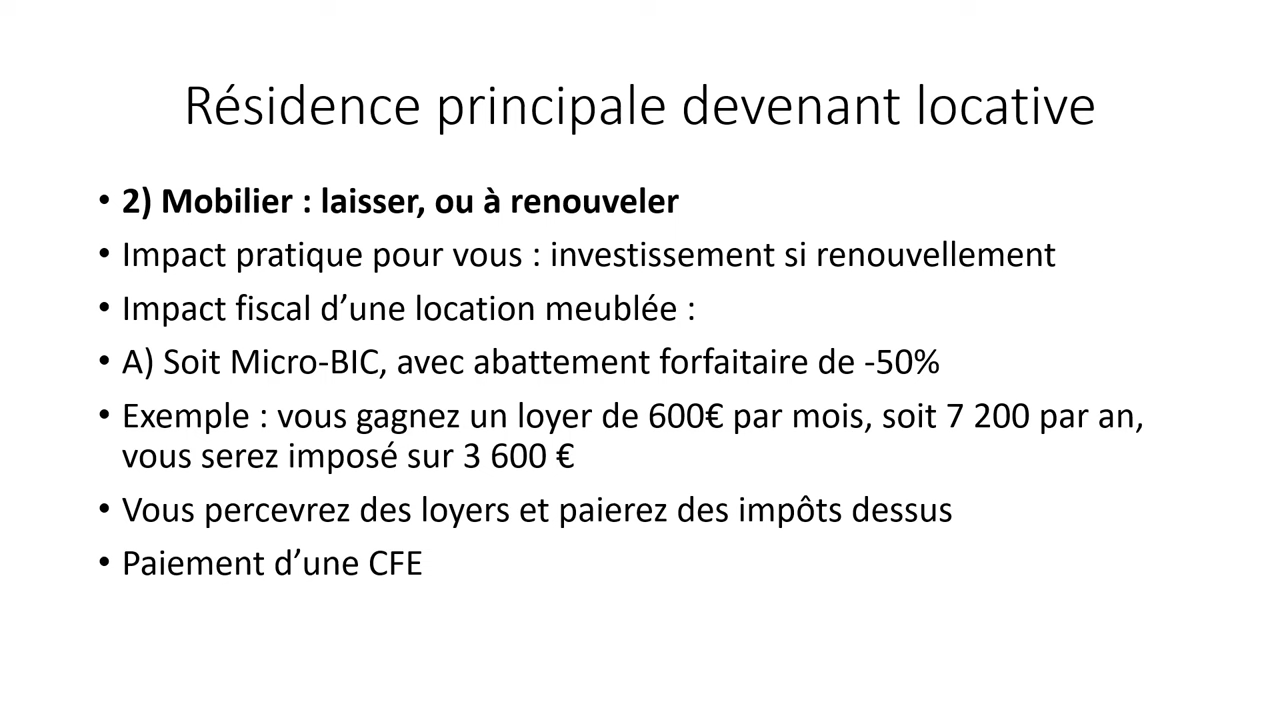 Résidence principale devenant locative
• 2) Mobilier : laisser, ou à renouveler
• Impact pratique pour vous : investissement si renouvellement
• Impact fiscal d’une location meublée :
• A) Soit Micro-BIC, avec abattement forfaitaire de -50%
• Exemple : vous gagnez un loyer de 600€ par mois, soit 7 200 par an,
vous serez imposé sur 3 600 €
• Vous percevrez des loyers et paierez des impôts dessus
• Paiement d’une CFE